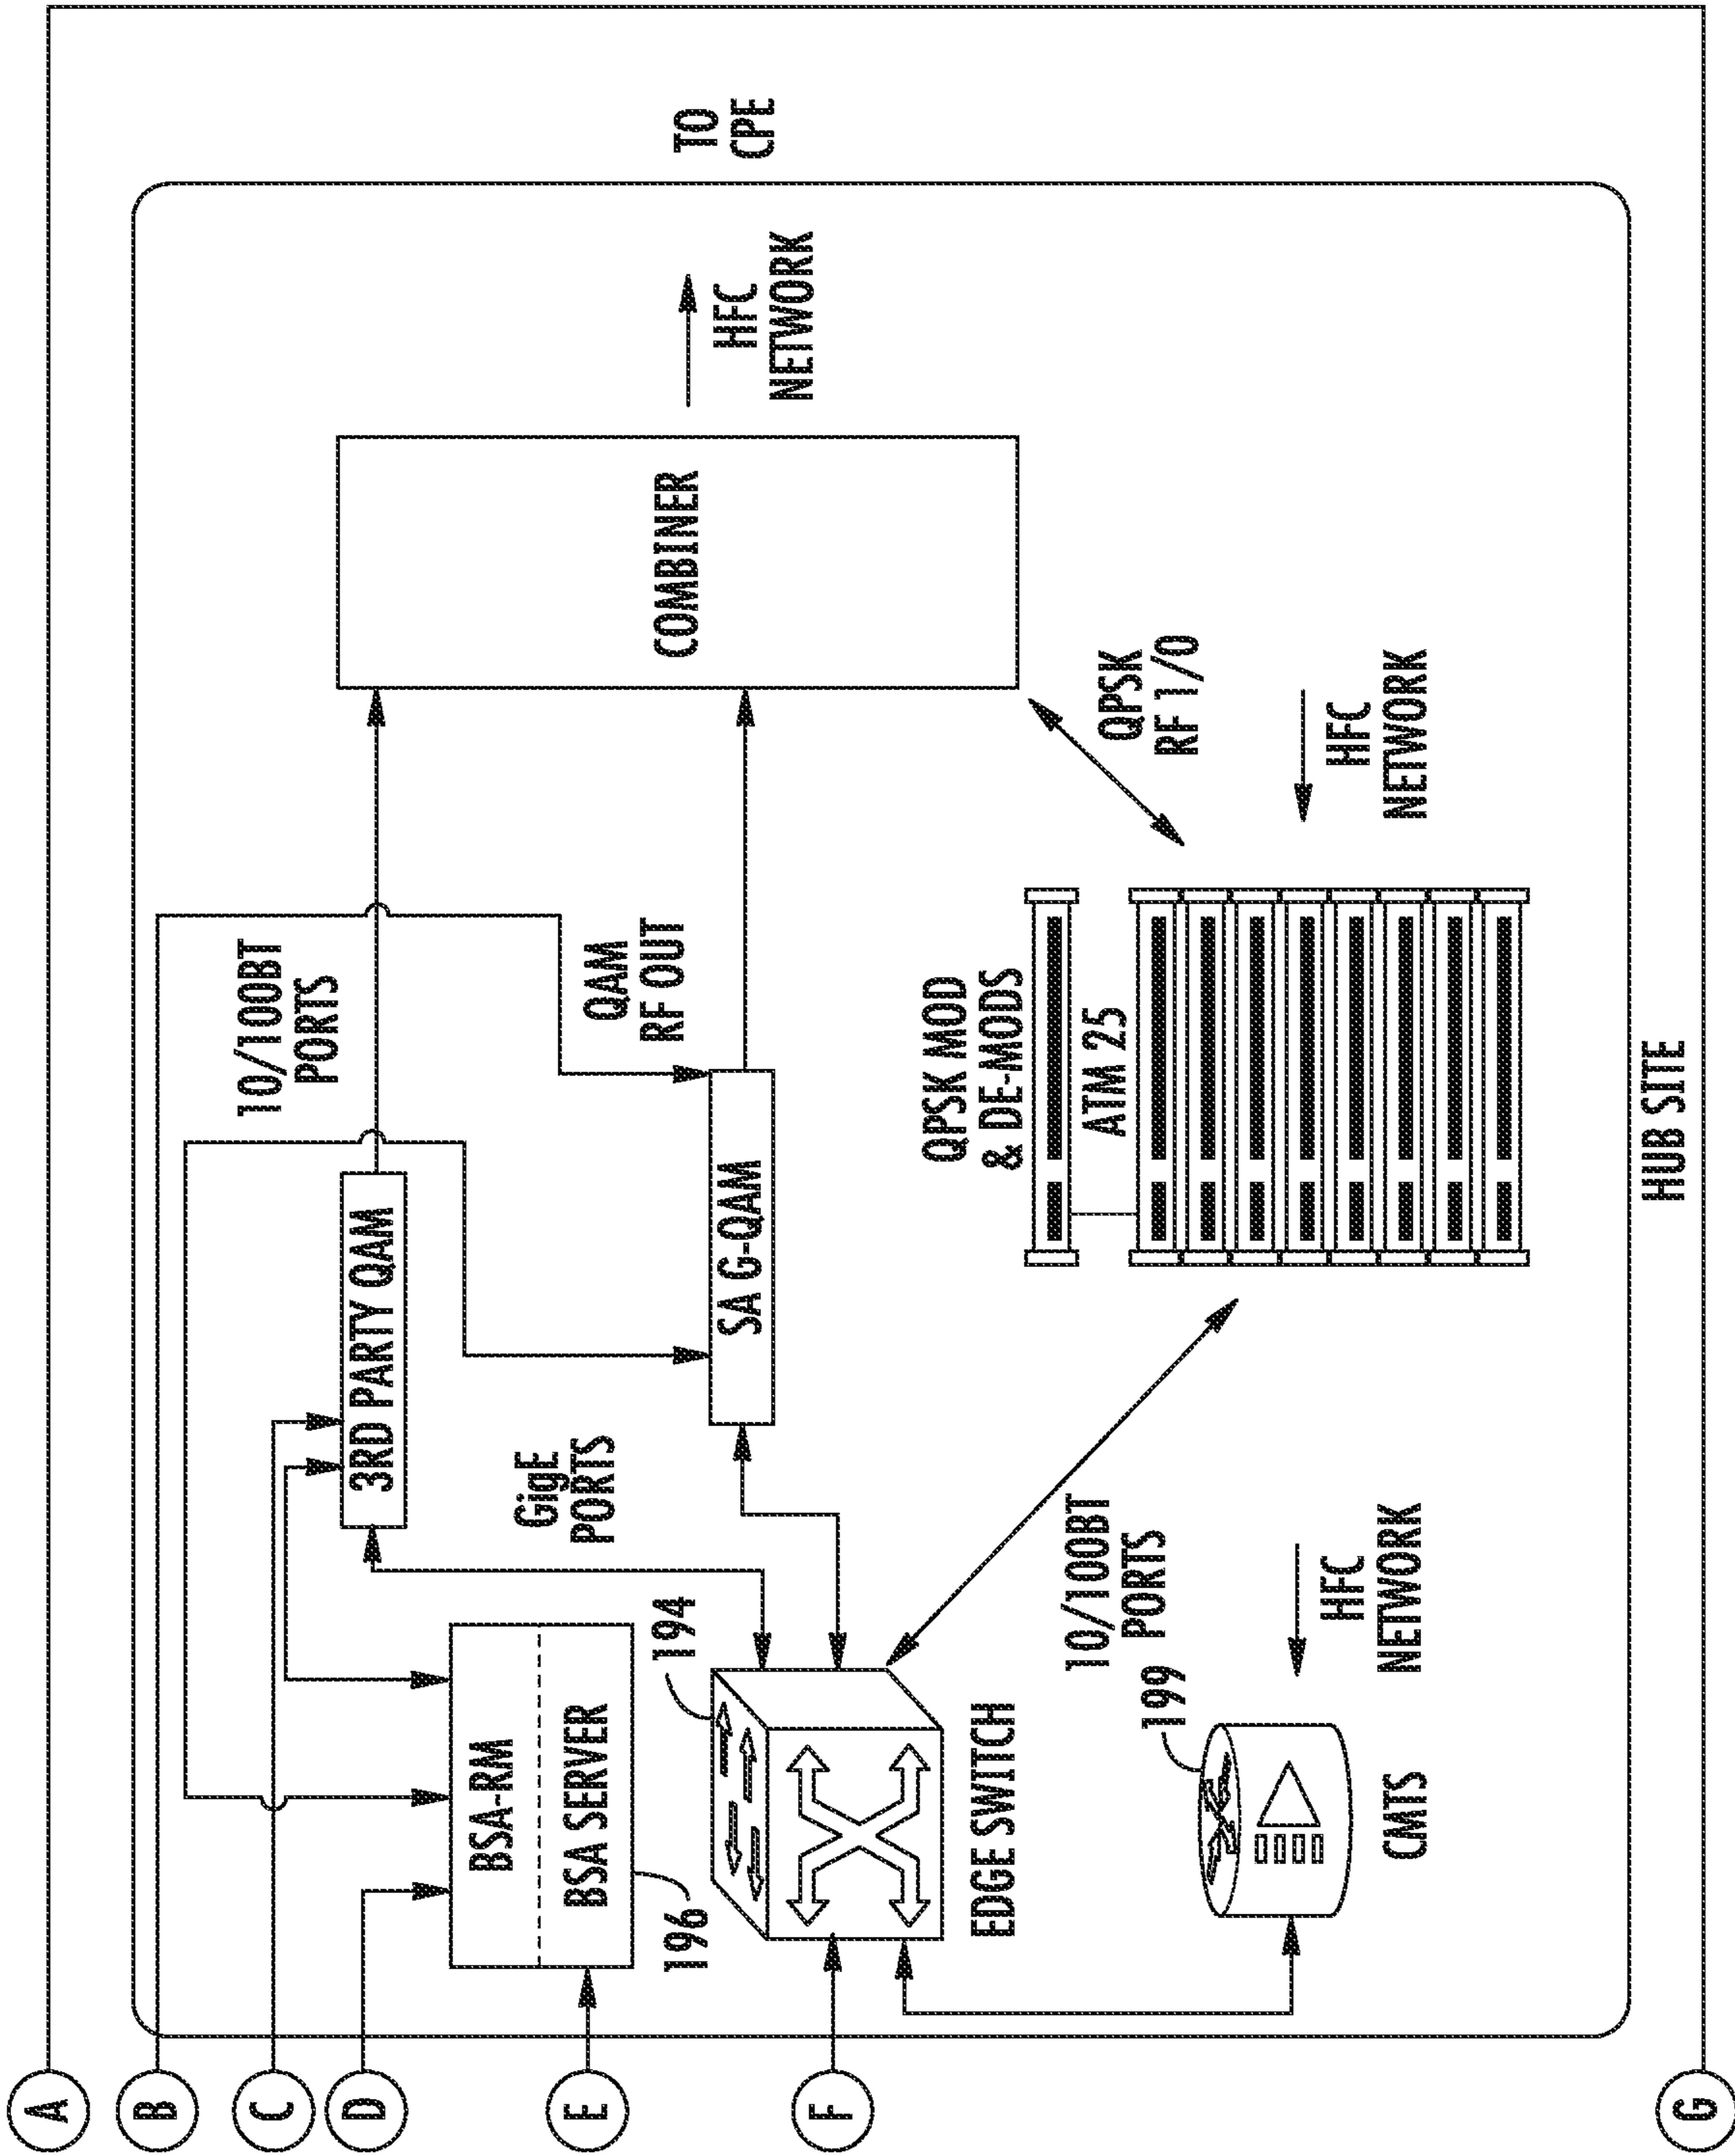 A
B
C
D
E
F
G
TO
CPE
10/100BT
PORTS
3RD PARTY QAM
COMBINER
HFC
NETWORK
BSA-RM
BSA SERVER
196
GigE
PORTS
QAM
RF OUT
SA G-QAM
194
EDGE SWITCH
QPSK MOD
& DE-MODS
ATM 25
QPSK
RF 1/0
HFC
NETWORK
10/100BT
PORTS
199
HFC
NETWORK
CMTS
HUB SITE